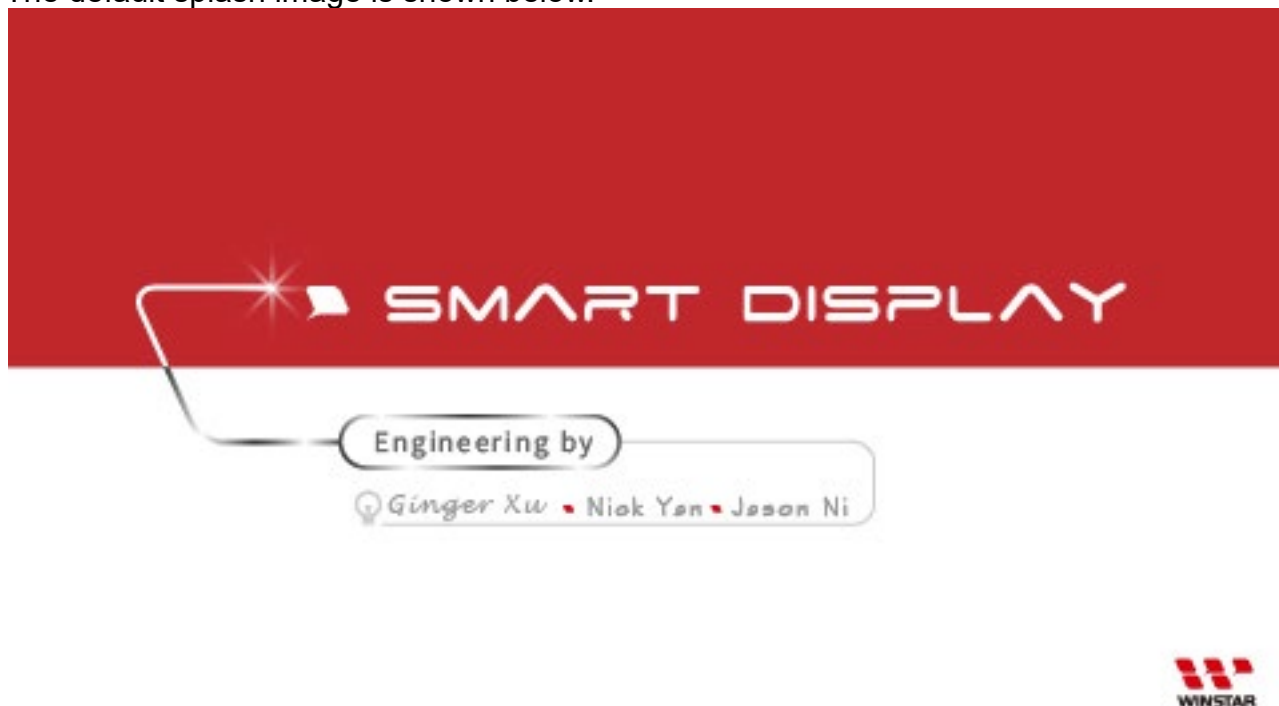 The default splash image is shown below.
SMART DISPLAY
Engineering by
Ginger Xu ▪ Nick Yan ▪ Jason Ni
WINSTAR